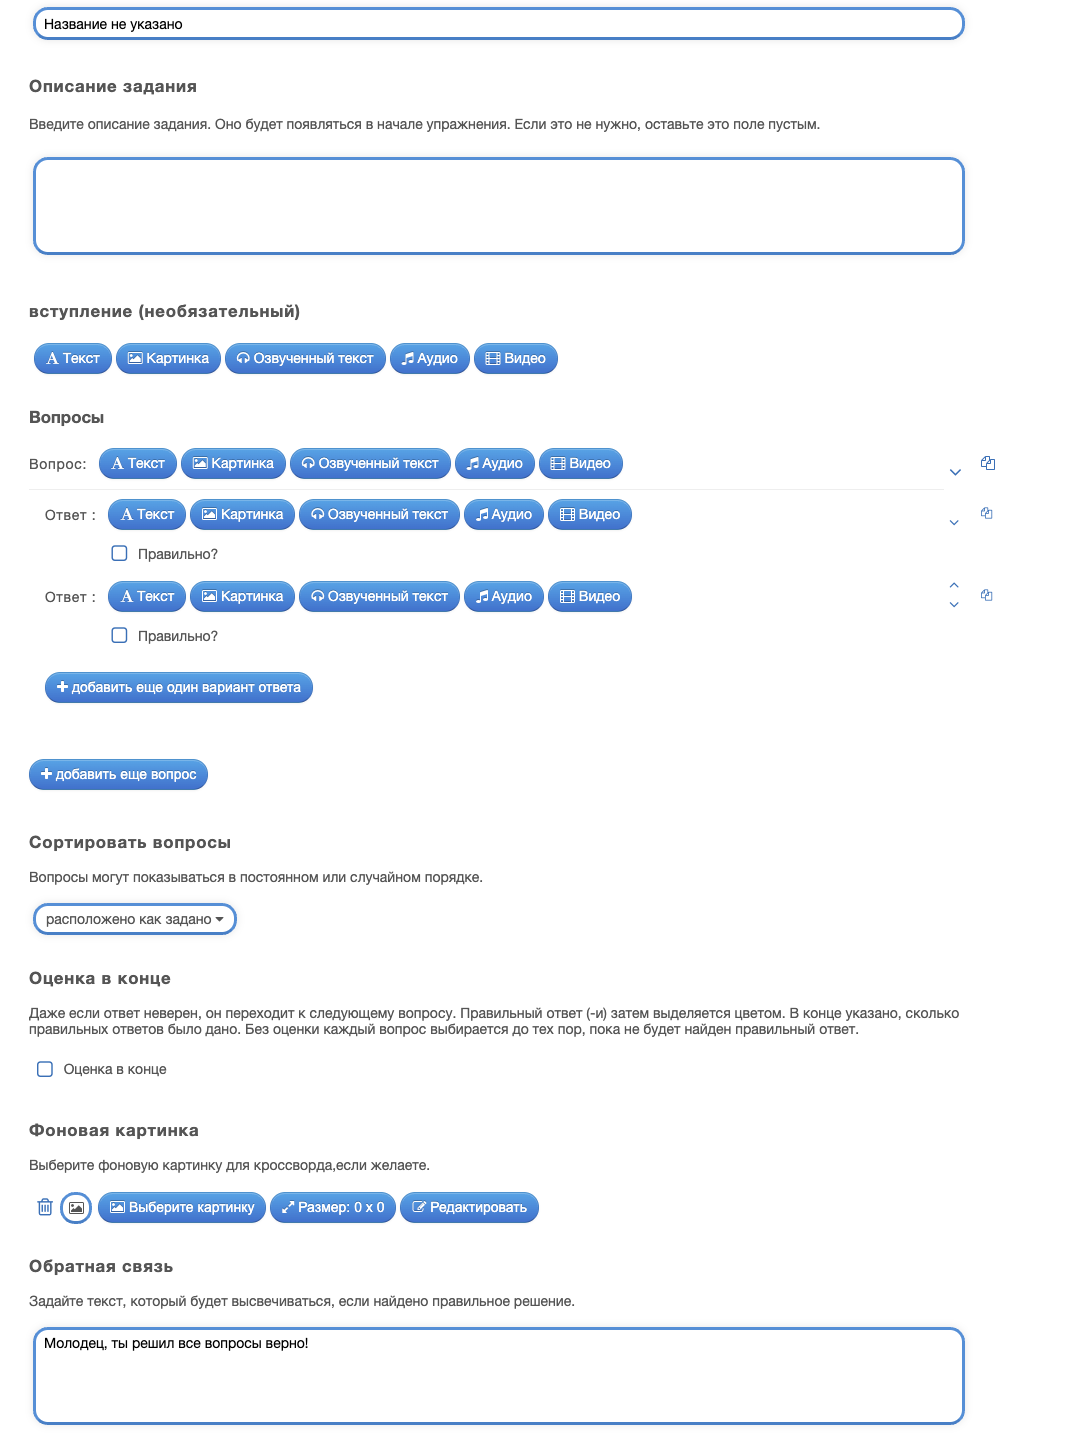 Название не указано
Описание задания
Введите описание задания. Оно будет появляться в начале упражнения. Если это не нужно, оставьте это поле пустым.
вступление (необязательный)
Текст Картинка Озвученный текст Аудио Видео
Вопросы
Вопрос: Текст Картинка Озвученный текст Аудио Видео
Ответ : Текст Картинка Озвученный текст Аудио Видео
Правильно?
Ответ : Текст Картинка Озвученный текст Аудио Видео
Правильно?
добавить еще один вариант ответа
добавить еще вопрос
Сортировать вопросы
Вопросы могут показываться в постоянном или случайном порядке.
расположено как задано
Оценка в конце
Даже если ответ неверен, он переходит к следующему вопросу. Правильный ответ (-и) затем выделяется цветом. В конце указано, сколько
правильных ответов было дано. Без оценки каждый вопрос выбирается до тех пор, пока не будет найден правильный ответ.
Оценка в конце
Фоновая картинка
Выберите фоновую картинку для кроссворда,если желаете.
Выберите картинку Размер: 0 x 0 Редактировать
Обратная связь
Задайте текст, который будет высвечиваться, если найдено правильное решение.
Молодец, ты решил все вопросы верно!